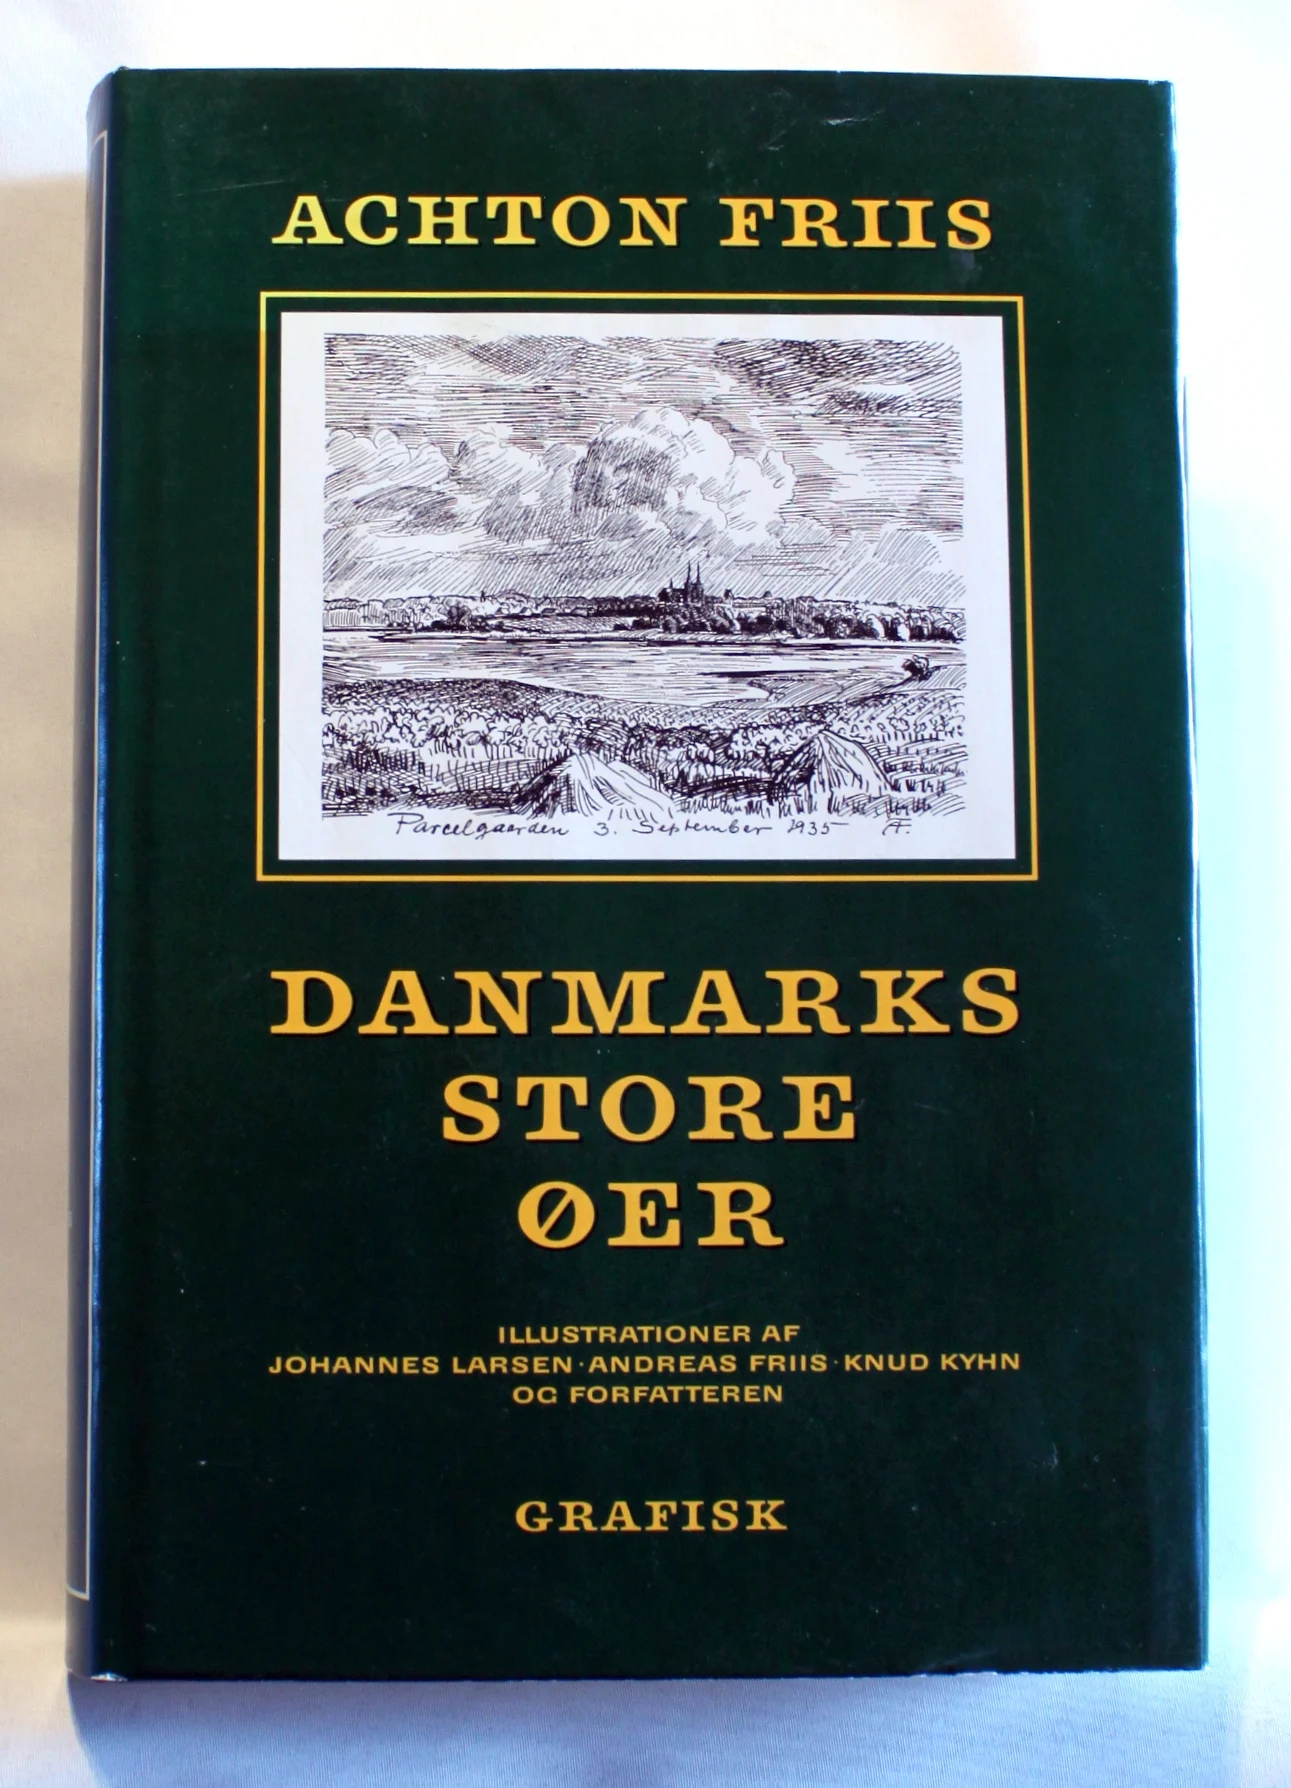 ACHTON FRIIS
Parcelgaarden 3. September 1935 AF.
DANMARKS
STORE
ØER
ILLUSTRATIONER AF
JOHANNES LARSEN · ANDREAS FRIIS · KNUD KYHN
OG FORFATTEREN
GRAFISK